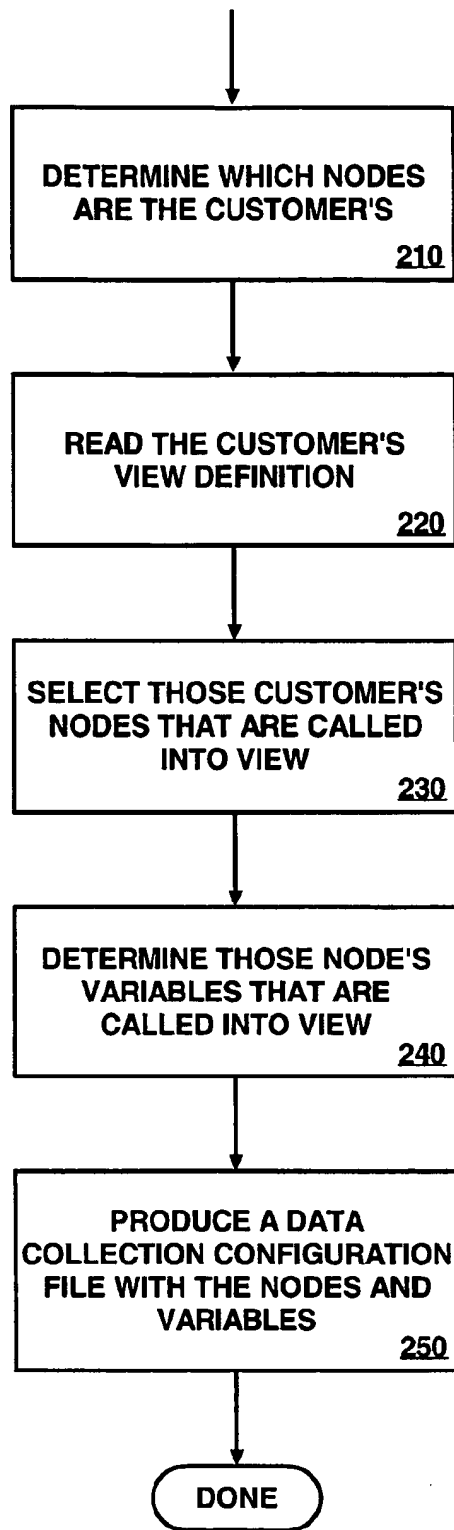 DETERMINE WHICH NODES
ARE THE CUSTOMER'S
210
READ THE CUSTOMER'S
VIEW DEFINITION
220
SELECT THOSE CUSTOMER'S
NODES THAT ARE CALLED
INTO VIEW
230
DETERMINE THOSE NODE'S
VARIABLES THAT ARE
CALLED INTO VIEW
240
PRODUCE A DATA
COLLECTION CONFIGURATION
FILE WITH THE NODES AND
VARIABLES
250
DONE